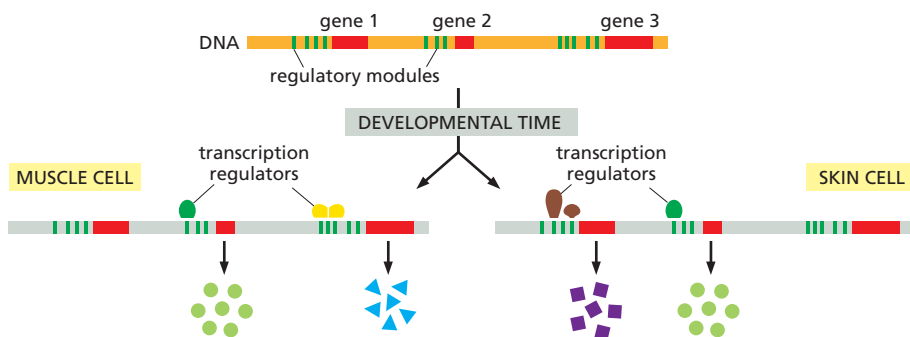 gene 1
gene 2
gene 3
DNA
regulatory modules
DEVELOPMENTAL TIME
MUSCLE CELL
transcription
regulators
transcription
regulators
SKIN CELL